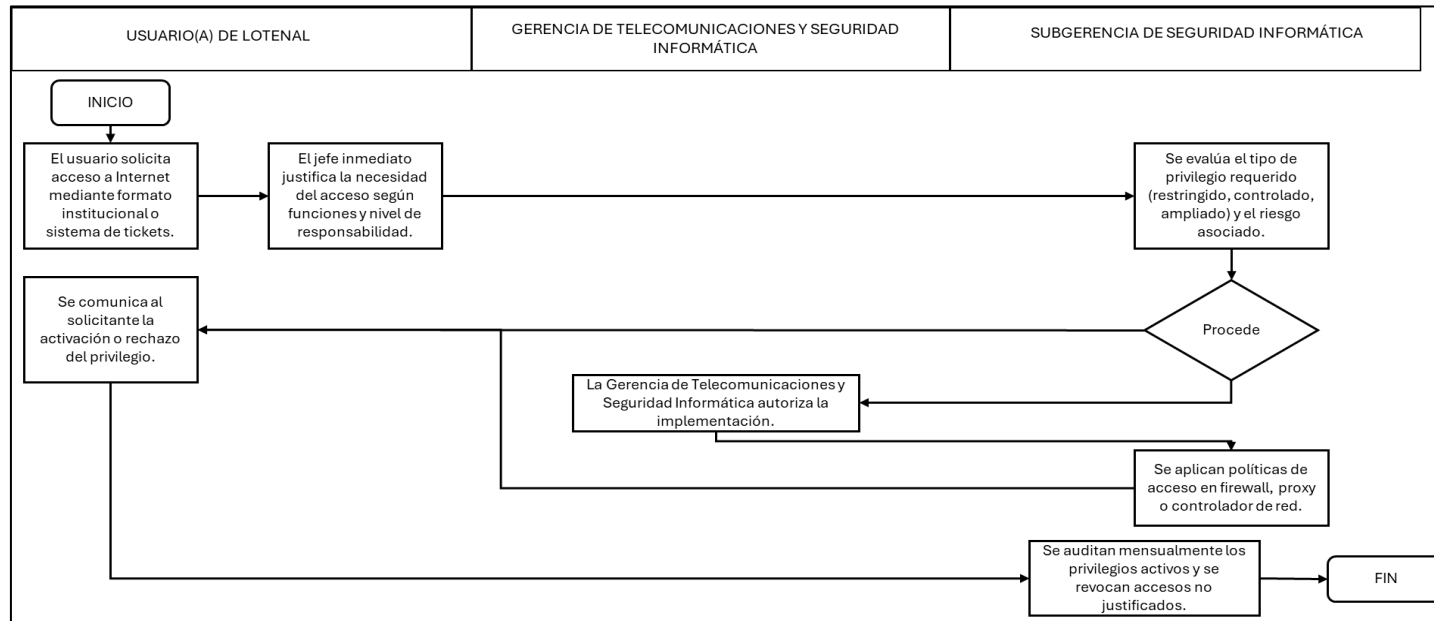 USUARIO(A) DE LOTENAL
GERENCIA DE TELECOMUNICACIONES Y SEGURIDAD
INFORMÁTICA
SUBGERENCIA DE SEGURIDAD INFORMÁTICA
INICIO
El usuario solicita
acceso a Internet
mediante formato
institucional o
sistema de tickets.
El jefe inmediato
justifica la necesidad
del acceso según
funciones y nivel de
responsabilidad.
Se evalúa el tipo de
privilegio requerido
(restringido, controlado,
ampliado) y el riesgo
asociado.
Se comunica al
solicitante la
activación o rechazo
del privilegio.
Procede
La Gerencia de Telecomunicaciones y
Seguridad Informática autoriza la
implementación.
Se aplican políticas de
acceso en firewall, proxy
o controlador de red.
Se auditan mensualmente los
privilegios activos y se
revocan accesos no
justificados.
FIN